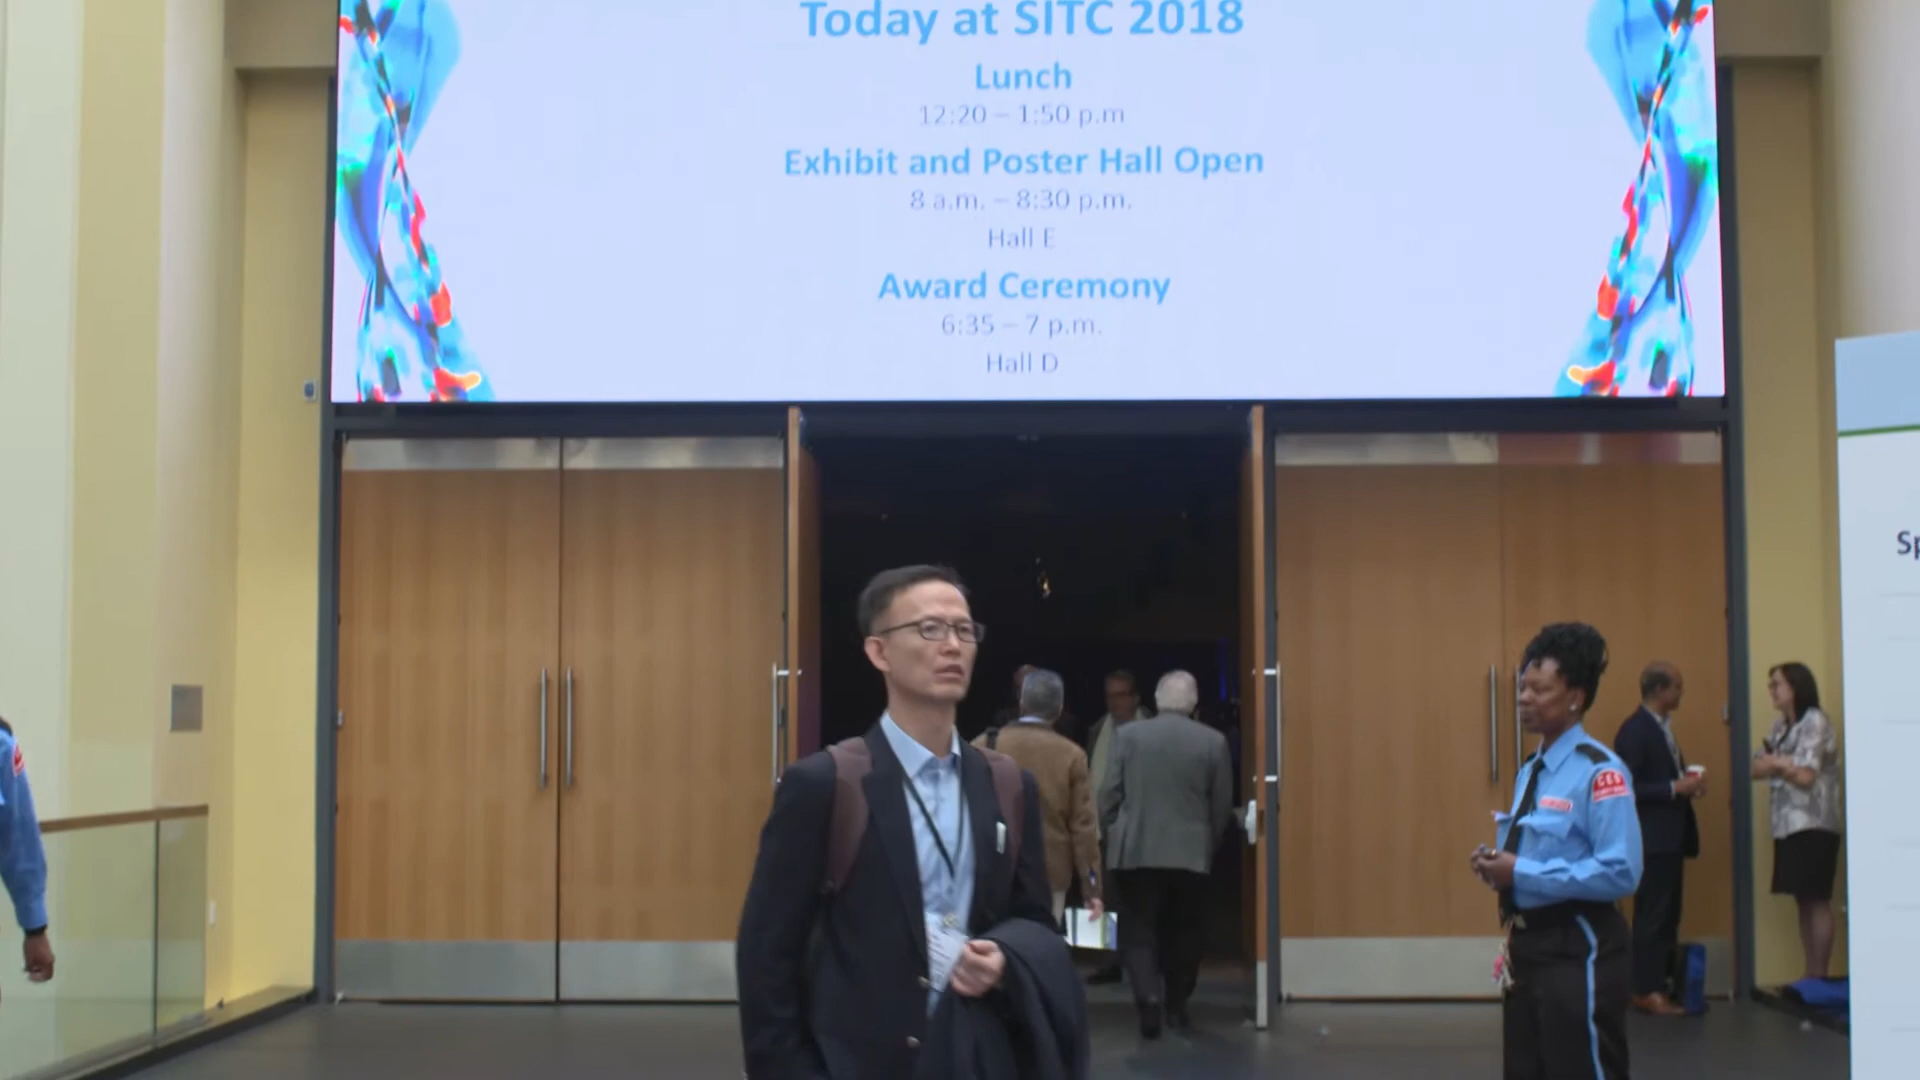 Today at SITC 2018
Lunch
12:20 – 1:50 p.m
Exhibit and Poster Hall Open
8 a.m. – 8:30 p.m.
Hall E
Award Ceremony
6:35 – 7 p.m.
Hall D
Sp